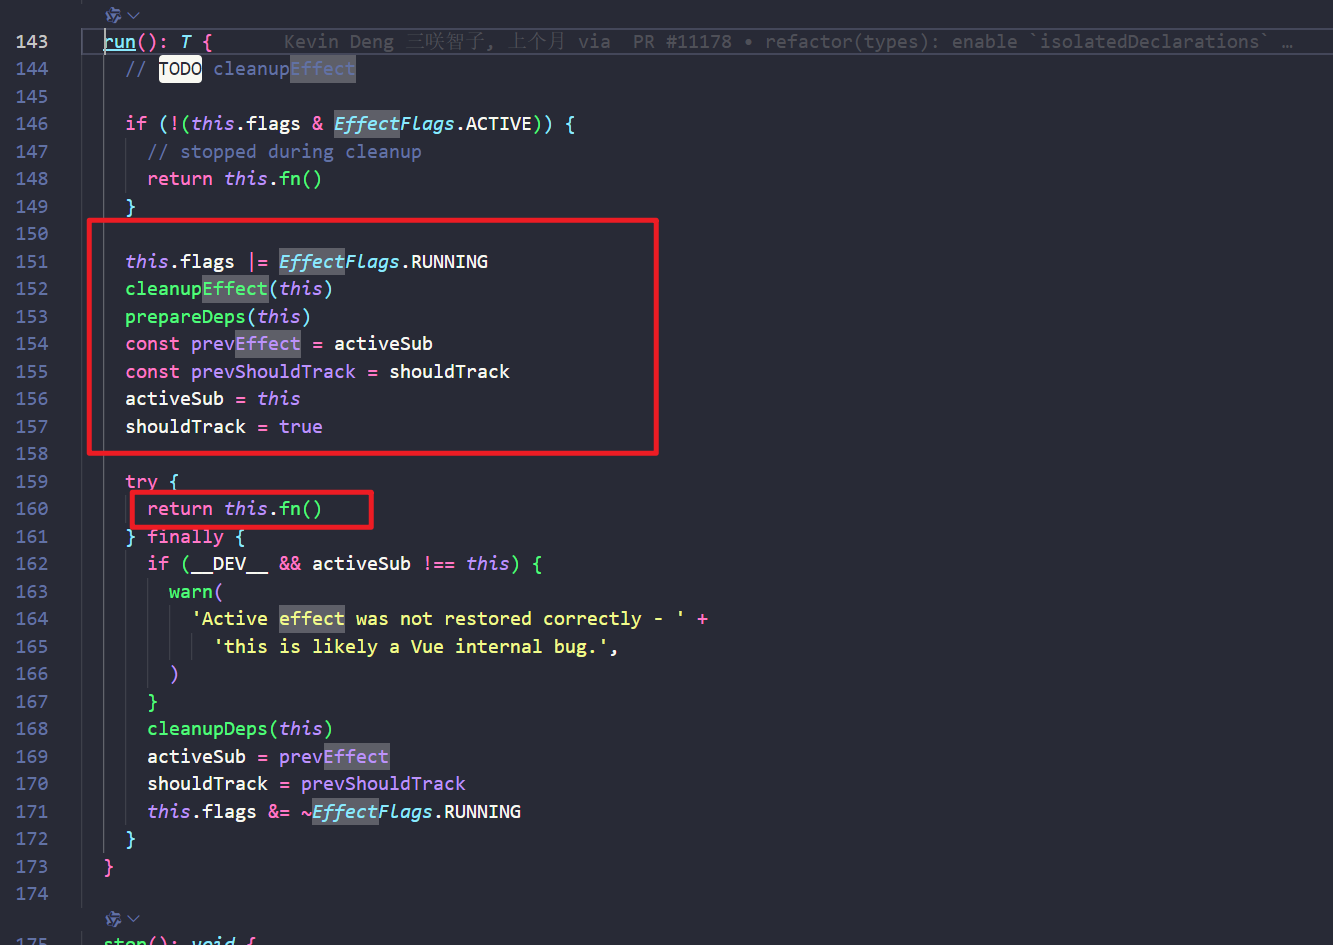 143 run(): T { Kevin Deng 三咲智子, 上个月 via PR #11178 • refactor(types): enable `isolatedDeclarations` …
144 // TODO cleanupEffect
145
146 if (!(this.flags & EffectFlags.ACTIVE)) {
147 // stopped during cleanup
148 return this.fn()
149 }
150
151 this.flags |= EffectFlags.RUNNING
152 cleanupEffect(this)
153 prepareDeps(this)
154 const prevEffect = activeSub
155 const prevShouldTrack = shouldTrack
156 activeSub = this
157 shouldTrack = true
158
159 try {
160 return this.fn()
161 } finally {
162 if (__DEV__ && activeSub !== this) {
163 warn(
164 'Active effect was not restored correctly - ' +
165 'this is likely a Vue internal bug.',
166 )
167 }
168 cleanupDeps(this)
169 activeSub = prevEffect
170 shouldTrack = prevShouldTrack
171 this.flags &= ~EffectFlags.RUNNING
172 }
173 }
174
175 stop(): void {